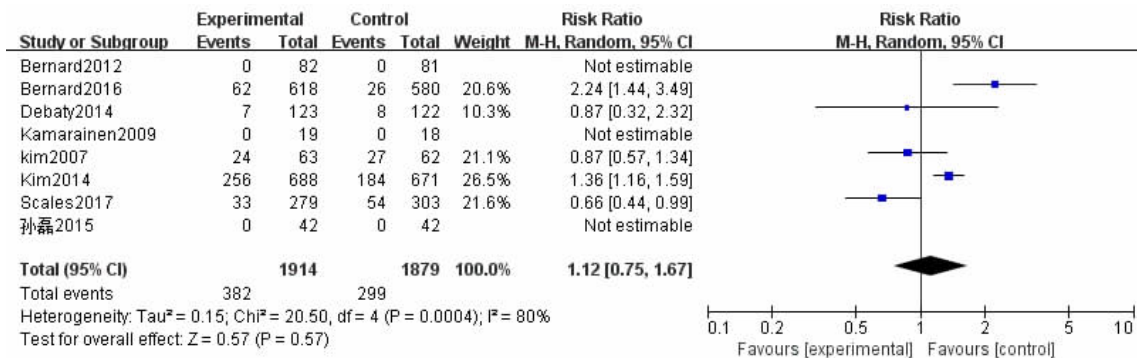 Experimental Control Risk Ratio Risk Ratio
Study or Subgroup Events Total Events Total Weight M-H, Random, 95% CI M-H, Random, 95% CI
Bernard2012 0 82 0 81 Not estimable
Bernard2016 62 618 26 580 20.6% 2.24 [1.44, 3.49]
Debaty2014 7 123 8 122 10.3% 0.87 [0.32, 2.32]
Kamarainen2009 0 19 0 18 Not estimable
kim2007 24 63 27 62 21.1% 0.87 [0.57, 1.34]
Kim2014 256 688 184 671 26.5% 1.36 [1.16, 1.59]
Scales2017 33 279 54 303 21.6% 0.66 [0.44, 0.99]
孙磊2015 0 42 0 42 Not estimable
Total (95% CI) 1914 1879 100.0% 1.12 [0.75, 1.67]
Total events 382 299
Heterogeneity: Tau² = 0.15; Chi² = 20.50, df = 4 (P = 0.0004); I² = 80%
Test for overall effect: Z = 0.57 (P = 0.57)
0.1 0.2 0.5 1 2 5 10
Favours [experimental] Favours [control]